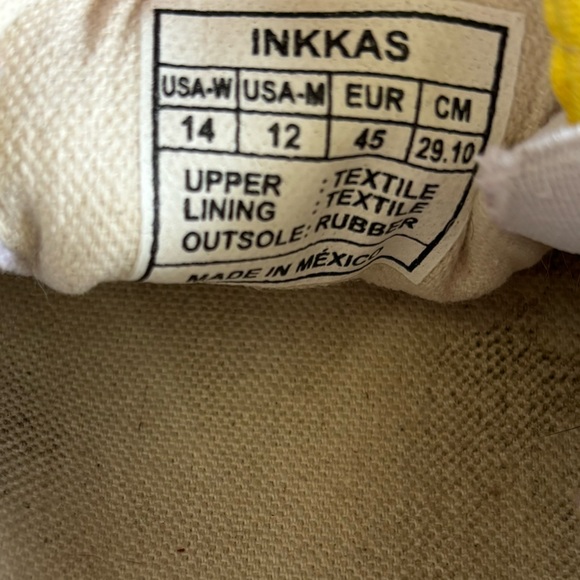 INKKAS
USA-W USA-M EUR CM
14 12 45 29.10
UPPER : TEXTILE
LINING : TEXTILE
OUTSOLE: RUBBER
MADE IN MÉXICO